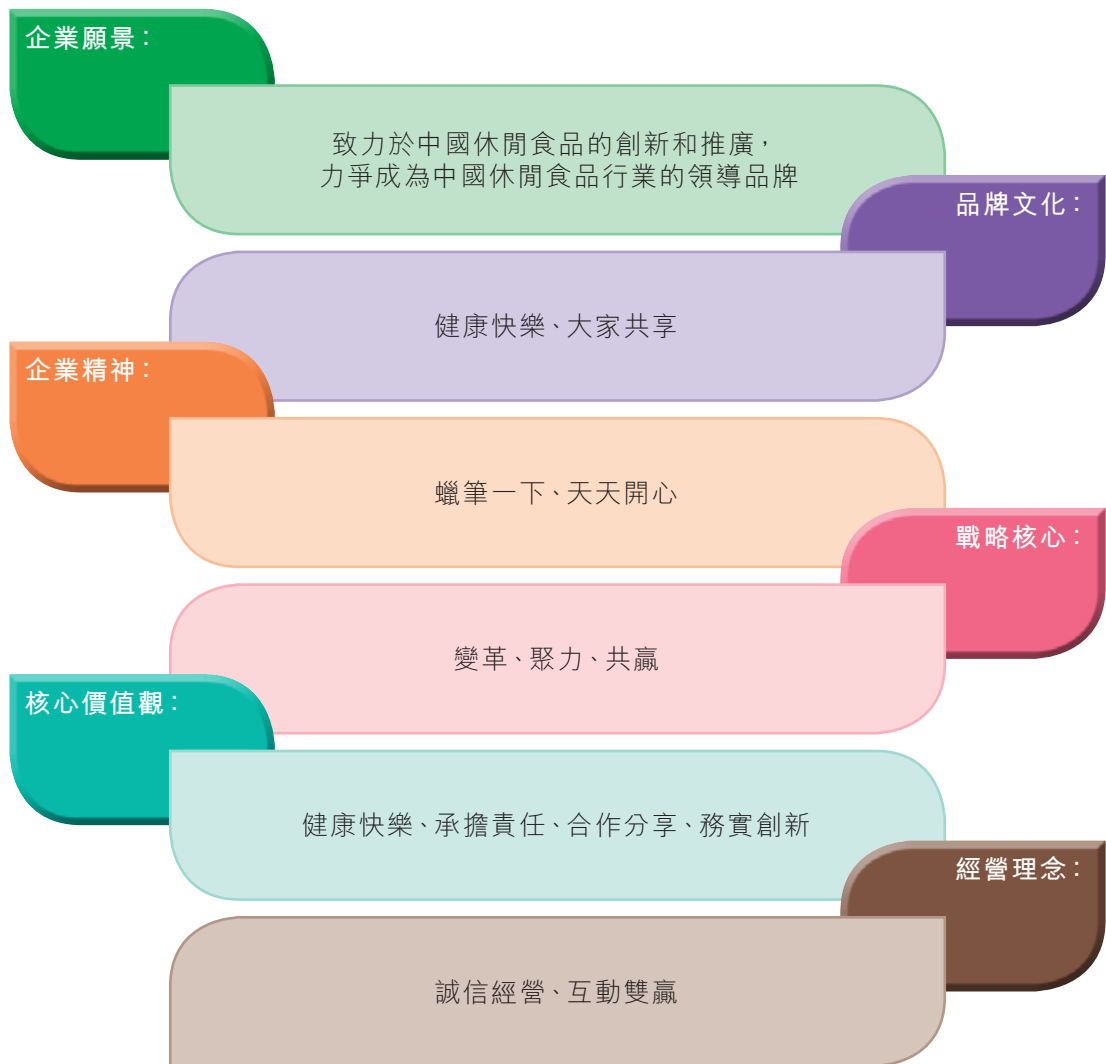 企業願景：
致力於中國休閒食品的創新和推廣，
力爭成為中國休閒食品行業的領導品牌
品牌文化：
健康快樂、大家共享
企業精神：
蠟筆一下、天天開心
戰略核心：
變革、聚力、共贏
核心價值觀：
健康快樂、承擔責任、合作分享、務實創新
經營理念：
誠信經營、互動雙贏